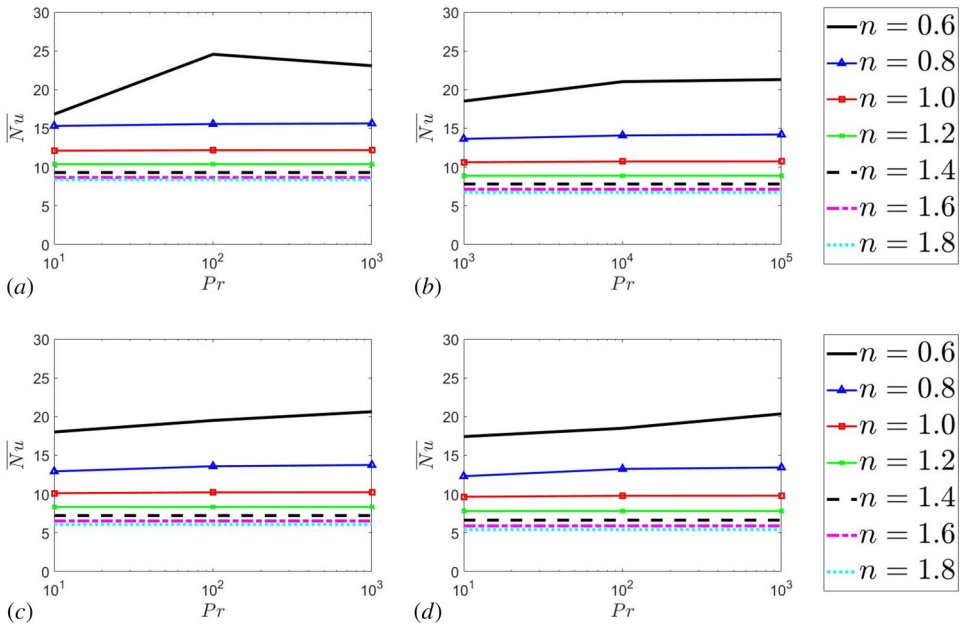 30
25
20
15
10
5
0
$\overline{Nu}$
10^1 10^2 10^3
Pr
(a)
30
25
20
15
10
5
0
$\overline{Nu}$
10^3 10^4 10^5
Pr
(b)
n = 0.6
n = 0.8
n = 1.0
n = 1.2
n = 1.4
n = 1.6
n = 1.8
30
25
20
15
10
5
0
$\overline{Nu}$
10^1 10^2 10^3
Pr
(c)
30
25
20
15
10
5
0
$\overline{Nu}$
10^1 10^2 10^3
Pr
(d)
n = 0.6
n = 0.8
n = 1.0
n = 1.2
n = 1.4
n = 1.6
n = 1.8